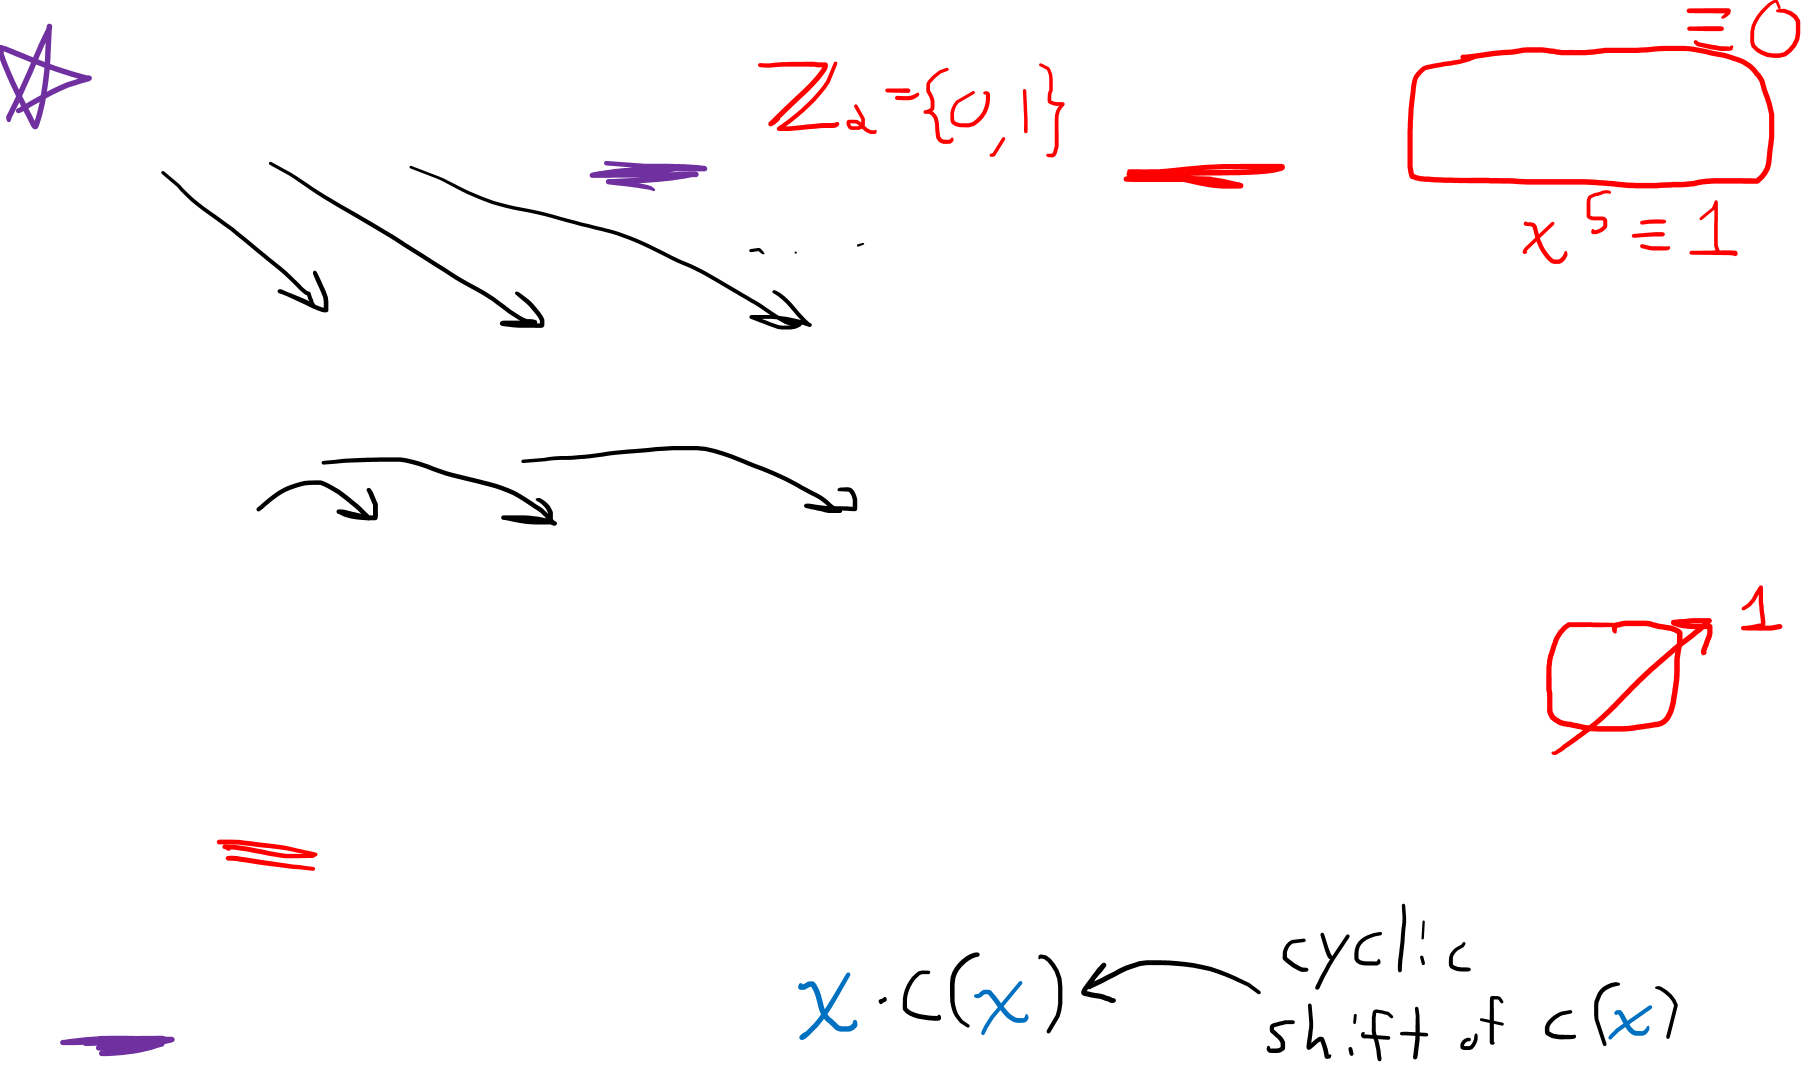 ≡ 0
ℤ₂ = {0,1}
x⁵ ≡ 1
1
x · c(x)
cyclic
shift of c(x)